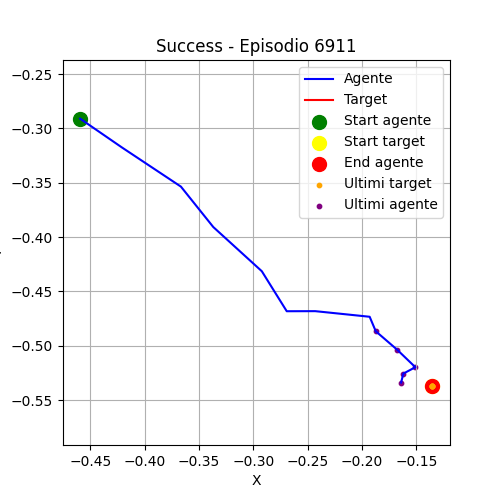 Success - Episodio 6911
Agente
Target
Start agente
Start target
End agente
Ultimi target
Ultimi agente
−0.25
−0.30
−0.35
−0.40
−0.45
−0.50
−0.55
−0.45 −0.40 −0.35 −0.30 −0.25 −0.20 −0.15
X